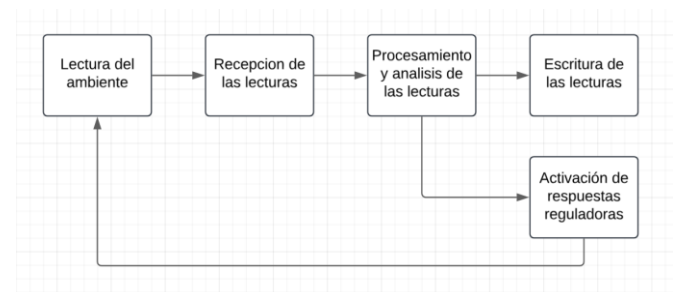 Lectura del
ambiente
Recepcion de
las lecturas
Procesamiento
y analisis de
las lecturas
Escritura de
las lecturas
Activación de
respuestas
reguladoras